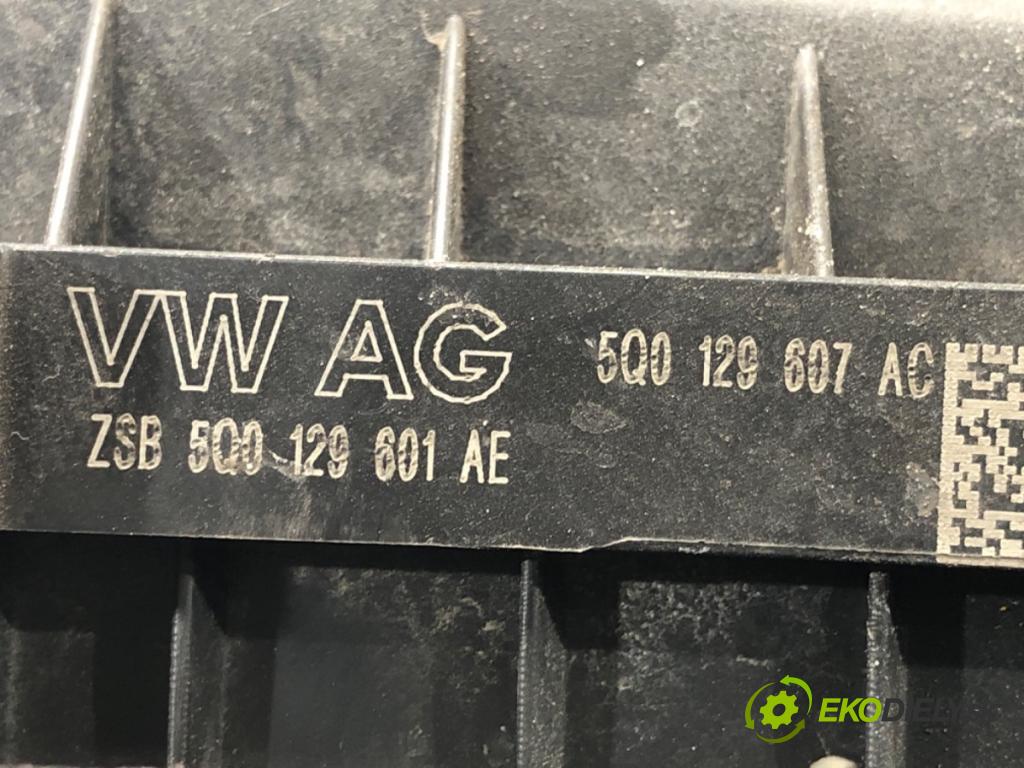 VW AG 5Q0 129 607 AC
ZSB 5Q0 129 601 AE
EKODIELY